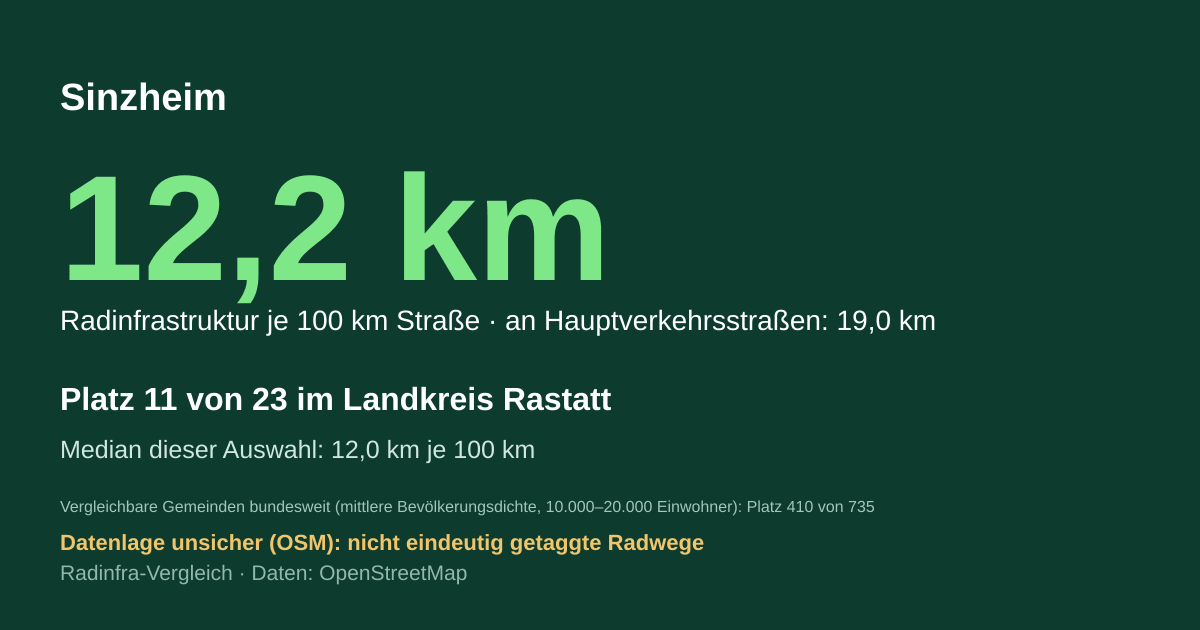 Sinzheim
12,2 km
Radinfrastruktur je 100 km Straße · an Hauptverkehrsstraßen: 19,0 km
Platz 11 von 23 im Landkreis Rastatt
Median dieser Auswahl: 12,0 km je 100 km
Vergleichbare Gemeinden bundesweit (mittlere Bevölkerungsdichte, 10.000–20.000 Einwohner): Platz 410 von 735
Datenlage unsicher (OSM): nicht eindeutig getaggte Radwege
Radinfra-Vergleich · Daten: OpenStreetMap